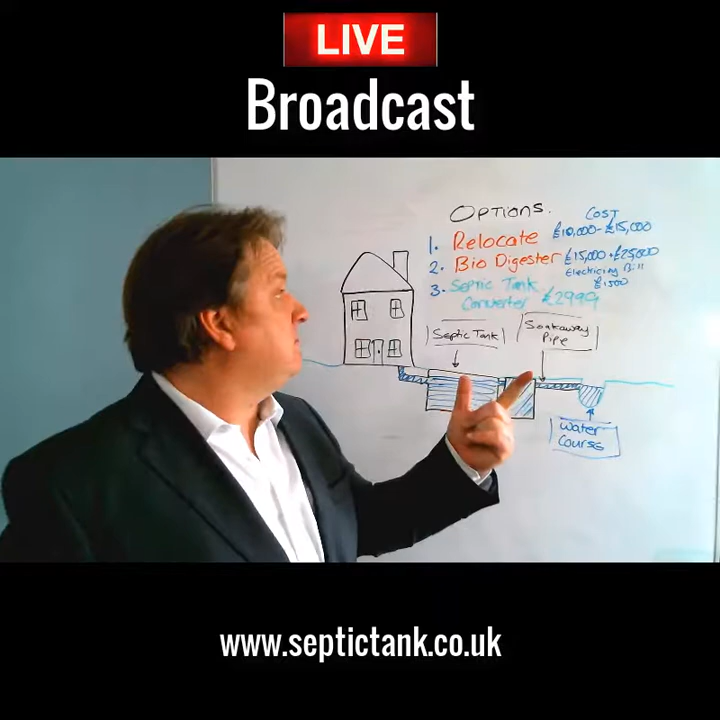 LIVE
Broadcast
OPTIONS.
COST
1. Relocate £10,000-£15,000
2. Bio Digester £15,000+£25,000
Electricity Bill
£1500
3. Septic Tank
Converter £2999
Septic Tank
Soakaway
Pipe
Water
Course
www.septictank.co.uk